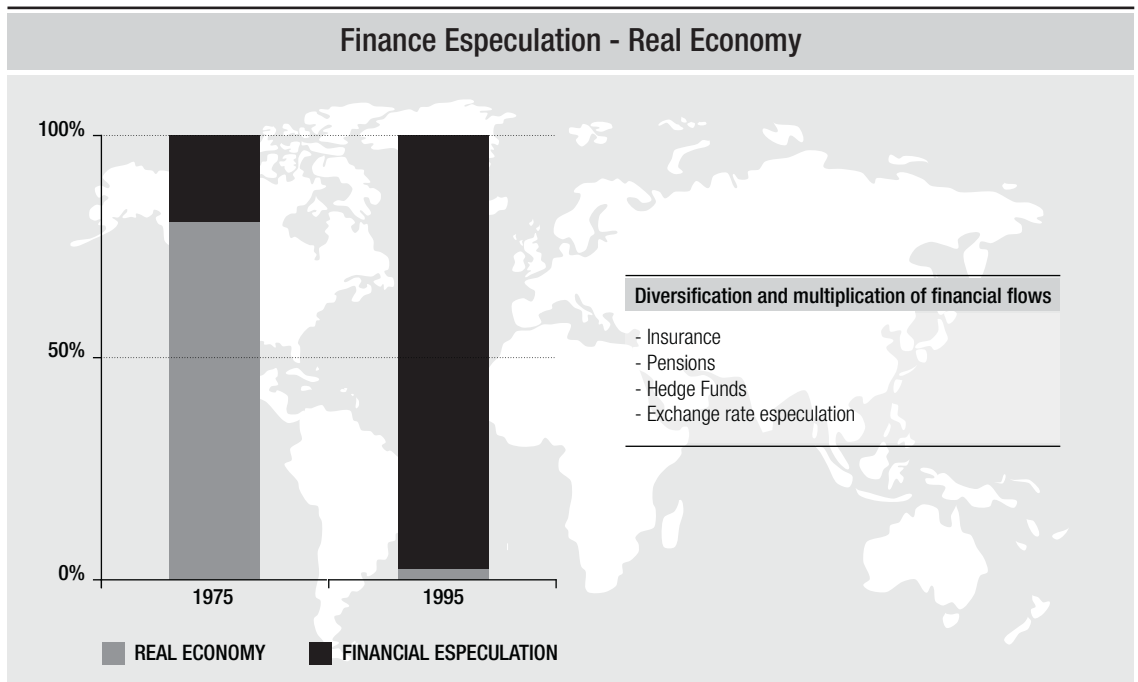 Finance Especulation - Real Economy
100%
50%
0%
1975
1995
REAL ECONOMY
FINANCIAL ESPECULATION
Diversification and multiplication of financial flows
- Insurance
- Pensions
- Hedge Funds
- Exchange rate especulation